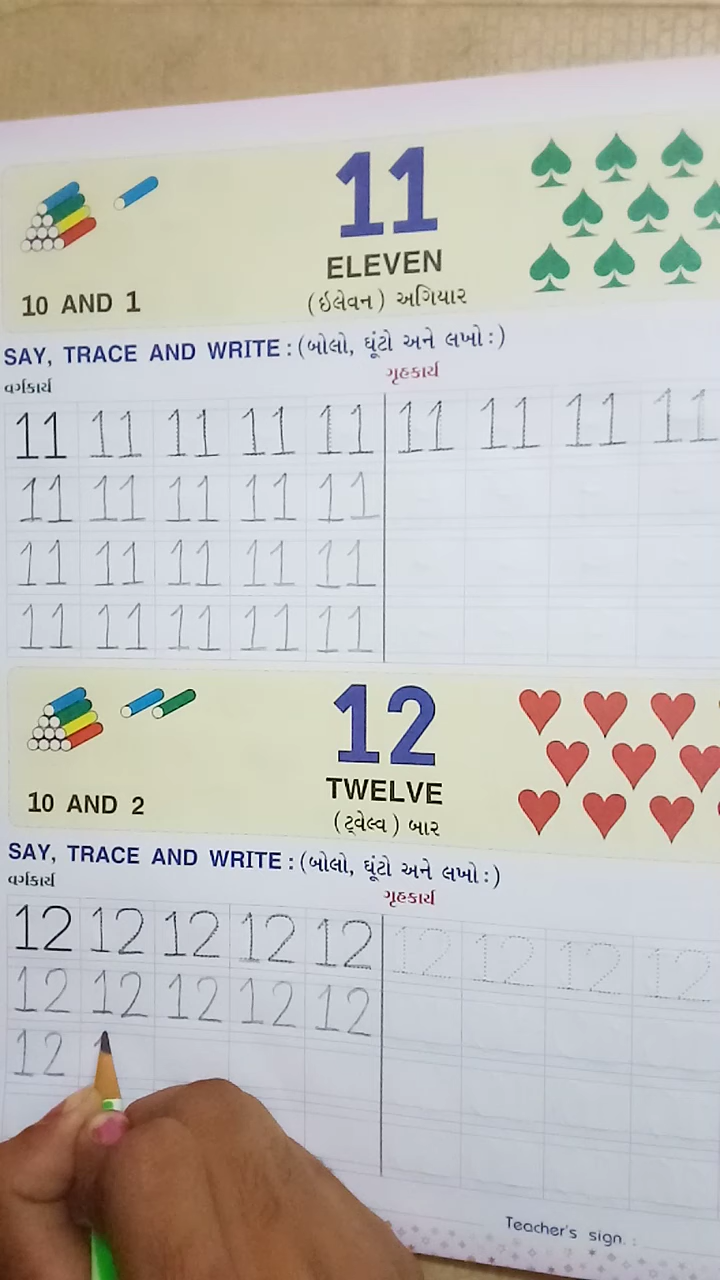 11
ELEVEN
10 AND 1
(ઇલેવન) અગિયાર
SAY, TRACE AND WRITE : (બોલો, ઘૂંટો અને લખો :)
વર્ગકાર્ય ગૃહકાર્ય
11 11 11 11 11 11 11 11 11
11 11 11 11 11
11 11 11 11 11
11 11 11 11 11
12
TWELVE
10 AND 2
(ટ્વેલ્વ) બાર
SAY, TRACE AND WRITE : (બોલો, ઘૂંટો અને લખો :)
વર્ગકાર્ય ગૃહકાર્ય
12 12 12 12 12 12 12 12 12
12 12 12 12 12
12 1
Teacher's sign. :